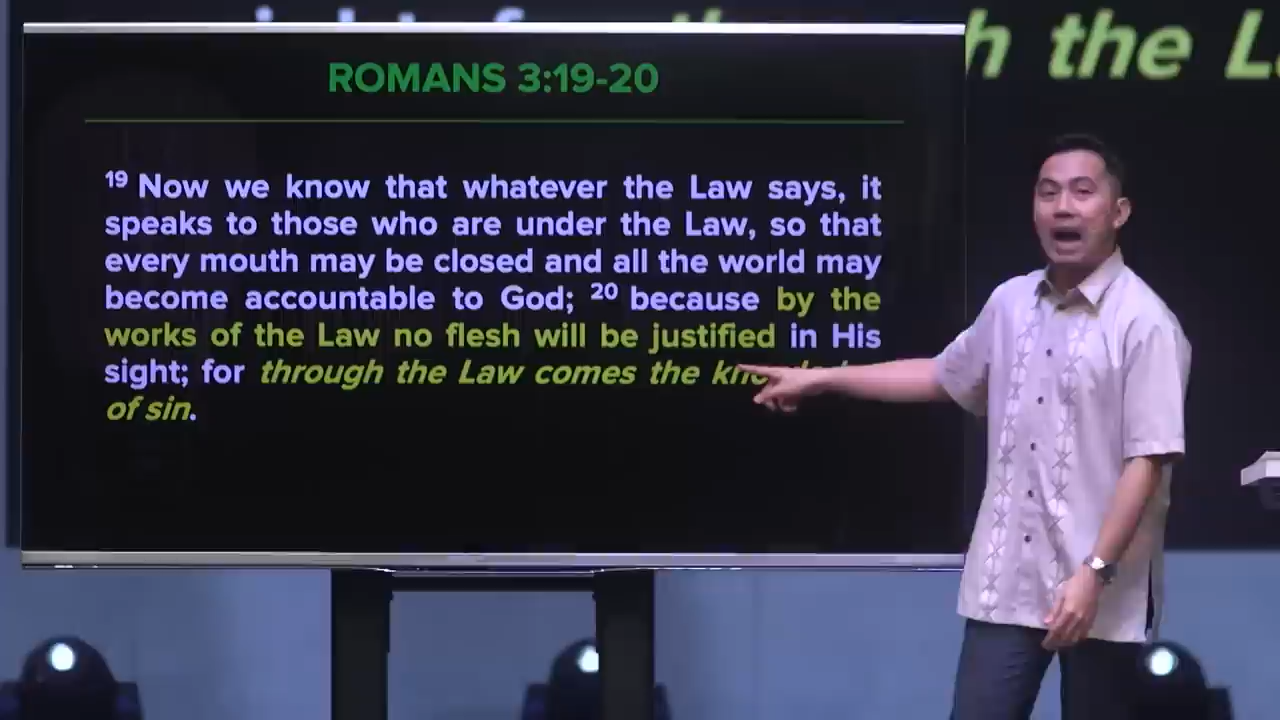 h the L
ROMANS 3:19-20
19 Now we know that whatever the Law says, it
speaks to those who are under the Law, so that
every mouth may be closed and all the world may
become accountable to God; 20 because by the
works of the Law no flesh will be justified in His
sight; for through the Law comes the
of sin.